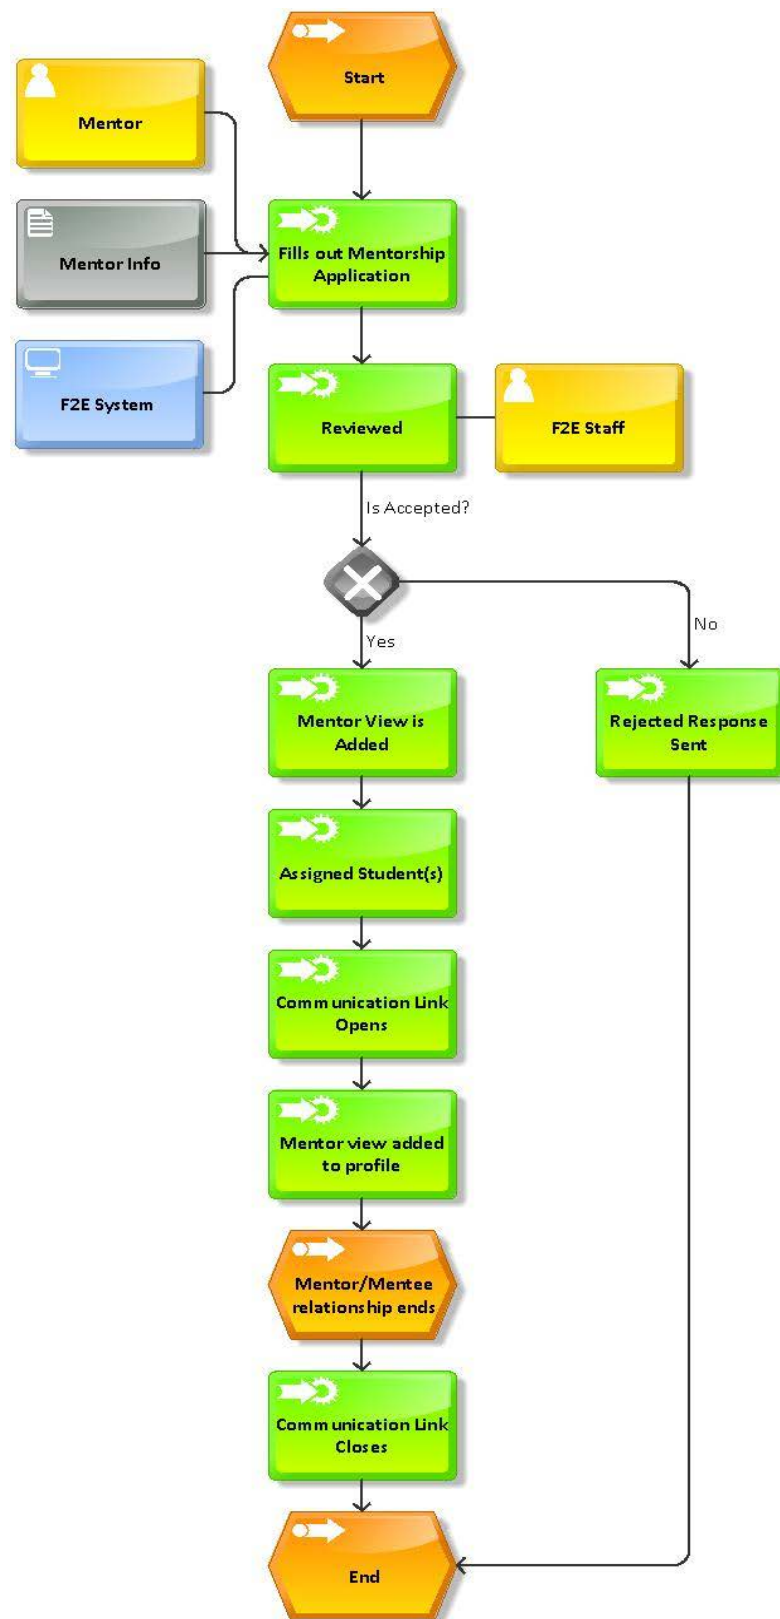 Start
Mentor
Mentor Info
Fills out Mentorship
Application
F2E System
Reviewed
F2E Staff
Is Accepted?
No
Yes
Mentor View is
Added
Rejected Response
Sent
Assigned Student(s)
Communication Link
Opens
Mentor view added
to profile
Mentor/Mentee
relationship ends
Communication Link
Closes
End